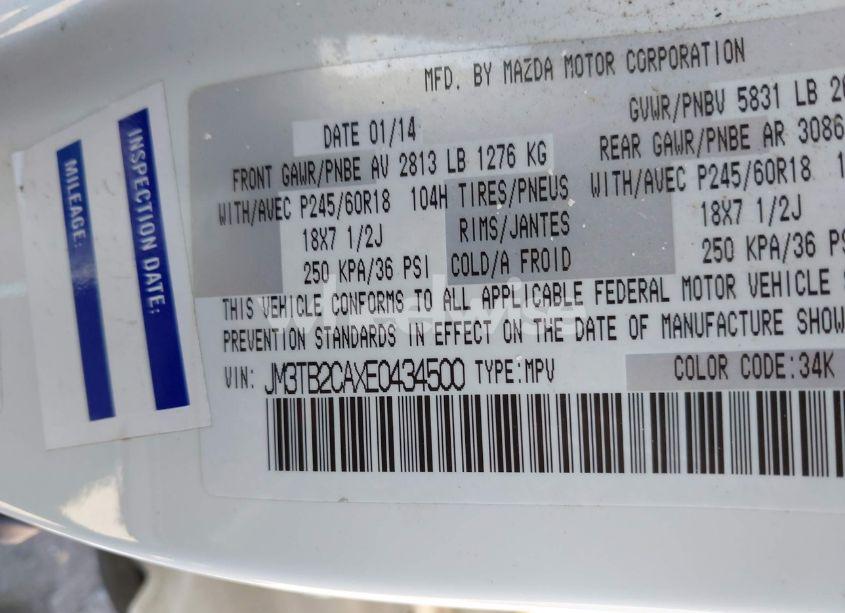 MFD. BY MAZDA MOTOR CORPORATION
DATE 01/14
GVWR/PNBV 5831 LB
FRONT GAWR/PNBE AV 2813 LB 1276 KG
REAR GAWR/PNBE AR 3086
WITH/AVEC P245/60R18 104H TIRES/PNEUS WITH/AVEC P245/60R18
18X7 1/2J RIMS/JANTES 18X7 1/2J
250 KPA/36 PSI COLD/A FROID 250 KPA/36 PSI
THIS VEHICLE CONFORMS TO ALL APPLICABLE FEDERAL MOTOR VEHICLE
PREVENTION STANDARDS IN EFFECT ON THE DATE OF MANUFACTURE SHOW
VIN: JM3TB2CAXE0434500 TYPE:MPV COLOR CODE:34K
INSPECTION DATE:
MILEAGE:
Wheelwise